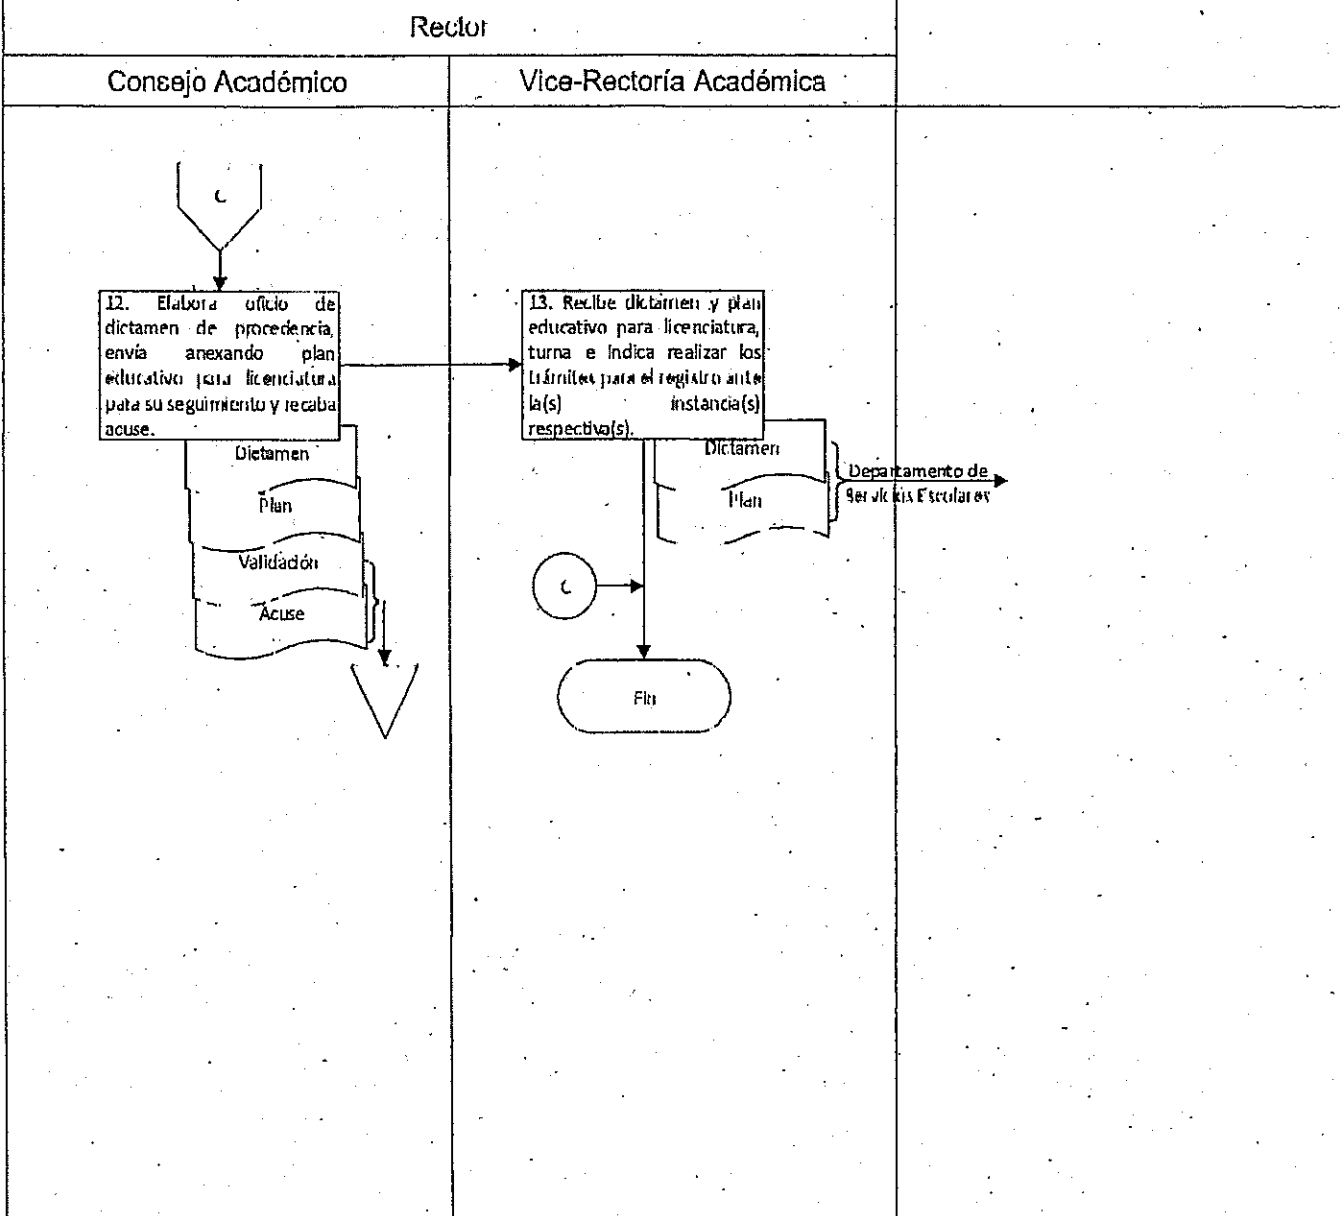 Rector
Consejo Académico
Vice-Rectoría Académica
C
12. Elabora oficio de
dictamen de procedencia,
envía anexando plan
educativo para licenciatura
para su seguimiento y recaba
acuse.
Dictamen
Plan
Validación
Acuse
13. Recibe dictamen y plan
educativo para licenciatura,
turna e indica realizar los
trámites para el registro ante
la(s) instancia(s)
respectiva(s).
Dictamen
Plan
Departamento de
Servicios Escolares
C
Fin